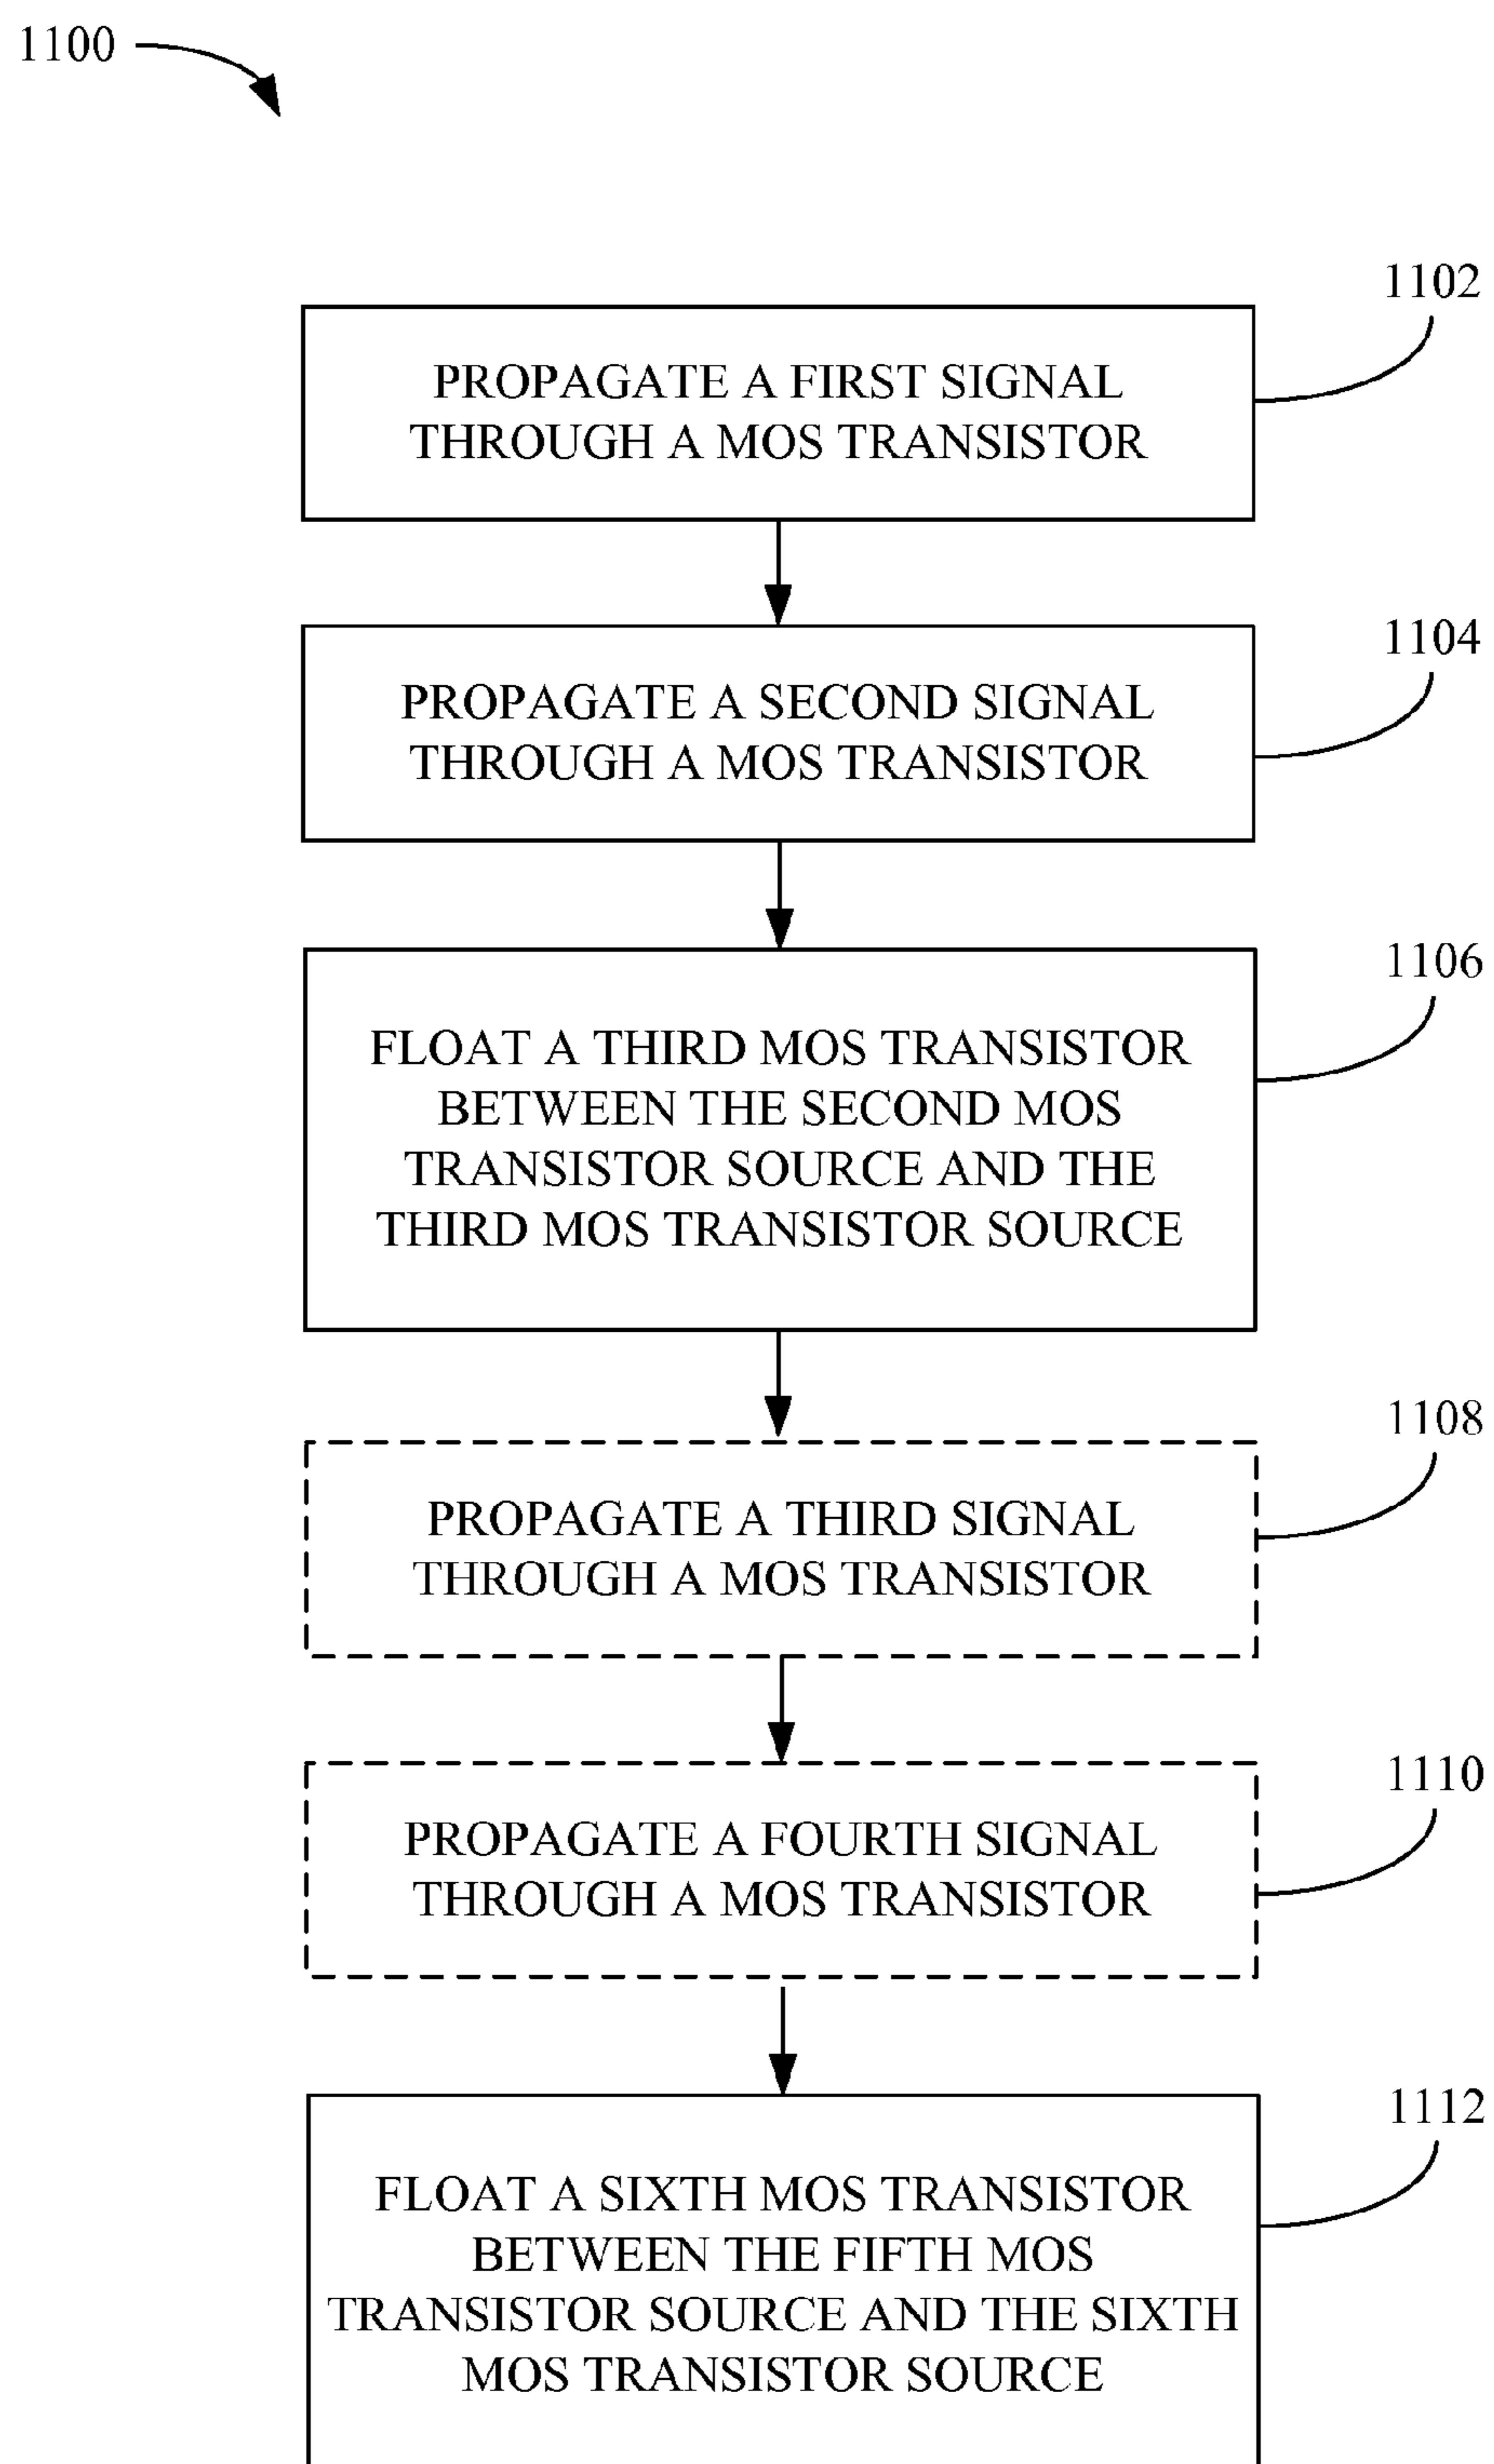 1100
1102
PROPAGATE A FIRST SIGNAL
THROUGH A MOS TRANSISTOR
1104
PROPAGATE A SECOND SIGNAL
THROUGH A MOS TRANSISTOR
1106
FLOAT A THIRD MOS TRANSISTOR
BETWEEN THE SECOND MOS
TRANSISTOR SOURCE AND THE
THIRD MOS TRANSISTOR SOURCE
1108
PROPAGATE A THIRD SIGNAL
THROUGH A MOS TRANSISTOR
1110
PROPAGATE A FOURTH SIGNAL
THROUGH A MOS TRANSISTOR
1112
FLOAT A SIXTH MOS TRANSISTOR
BETWEEN THE FIFTH MOS
TRANSISTOR SOURCE AND THE SIXTH
MOS TRANSISTOR SOURCE